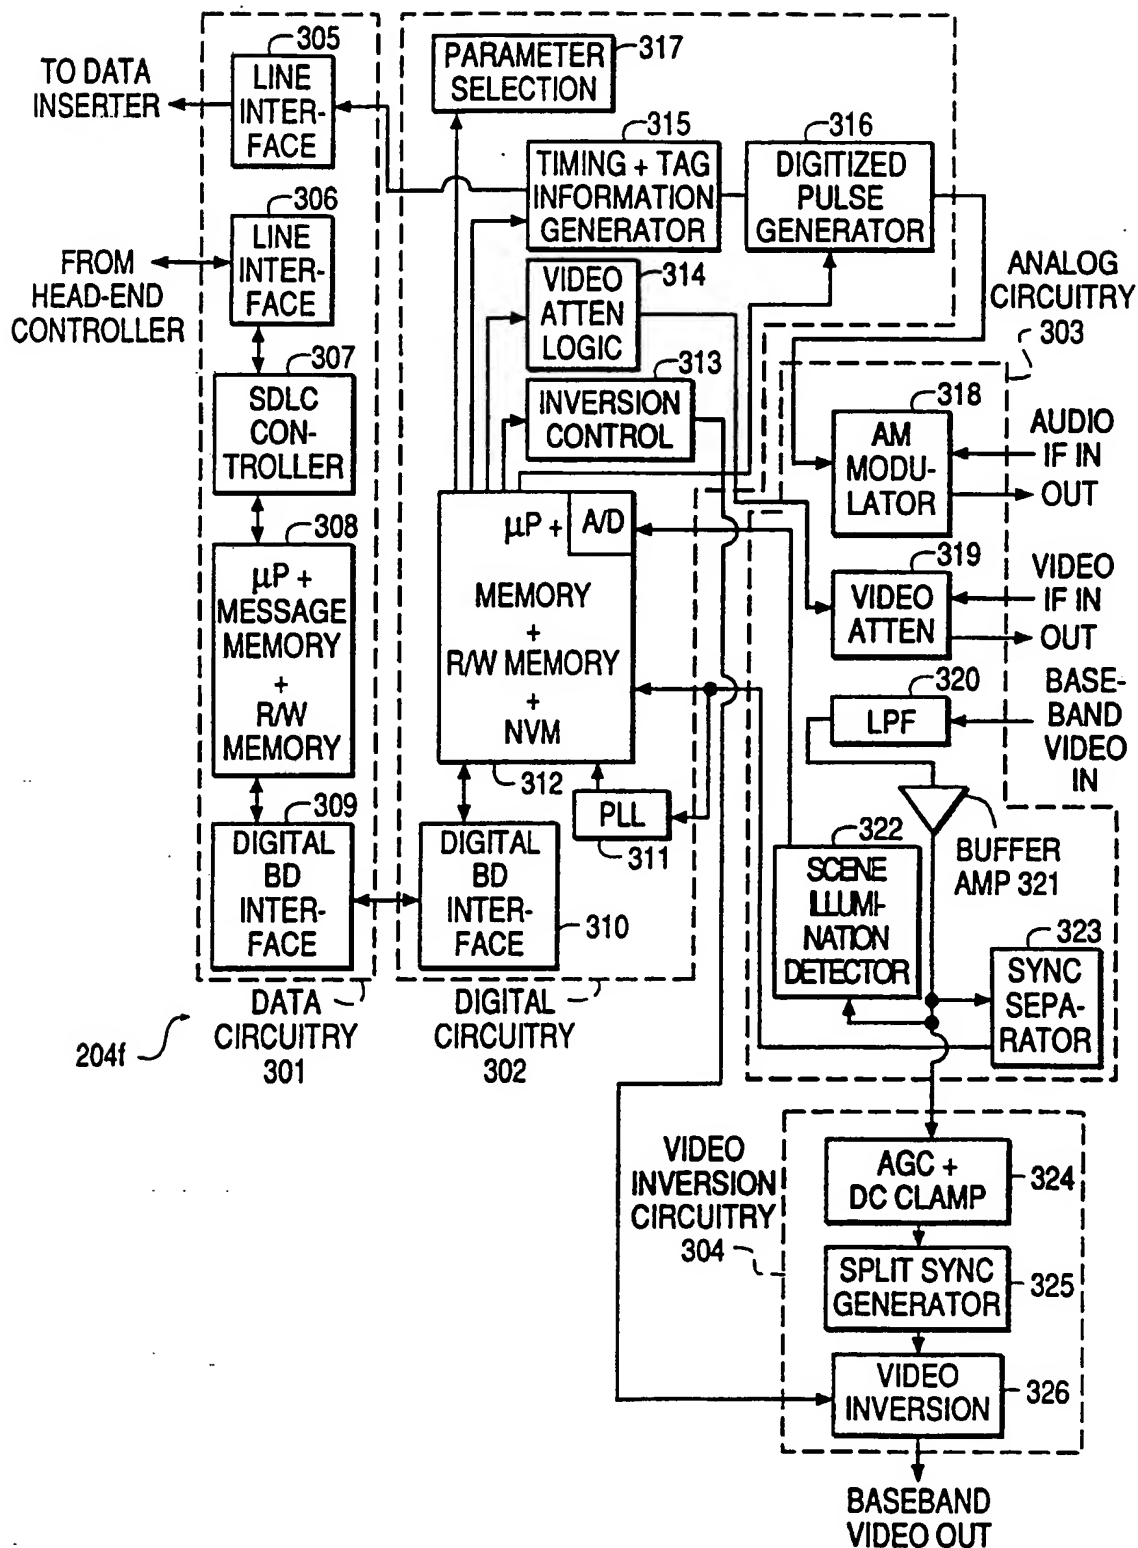 TO DATA
INSERTER
305
LINE
INTER-
FACE
306
LINE
INTER-
FACE
FROM
HEAD-END
CONTROLLER
307
SDLC
CON-
TROLLER
308
μP +
MESSAGE
MEMORY
+
R/W
MEMORY
309
DIGITAL
BD
INTER-
FACE
DATA
CIRCUITRY
301
204f
PARAMETER
SELECTION
317
315
TIMING + TAG
INFORMATION
GENERATOR
316
DIGITIZED
PULSE
GENERATOR
VIDEO
ATTEN
LOGIC
314
313
INVERSION
CONTROL
μP +
A/D
MEMORY
+
R/W MEMORY
+
NVM
312
PLL
311
DIGITAL
BD
INTER-
FACE
310
DIGITAL
CIRCUITRY
302
ANALOG
CIRCUITRY
303
318
AM
MODU-
LATOR
AUDIO
IF IN
OUT
319
VIDEO
ATTEN
VIDEO
IF IN
OUT
320
LPF
BASE-
BAND
VIDEO
IN
BUFFER
AMP 321
322
SCENE
ILLUMI-
NATION
DETECTOR
323
SYNC
SEPA-
RATOR
VIDEO
INVERSION
CIRCUITRY
304
AGC +
DC CLAMP
324
SPLIT SYNC
GENERATOR
325
VIDEO
INVERSION
326
BASEBAND
VIDEO OUT